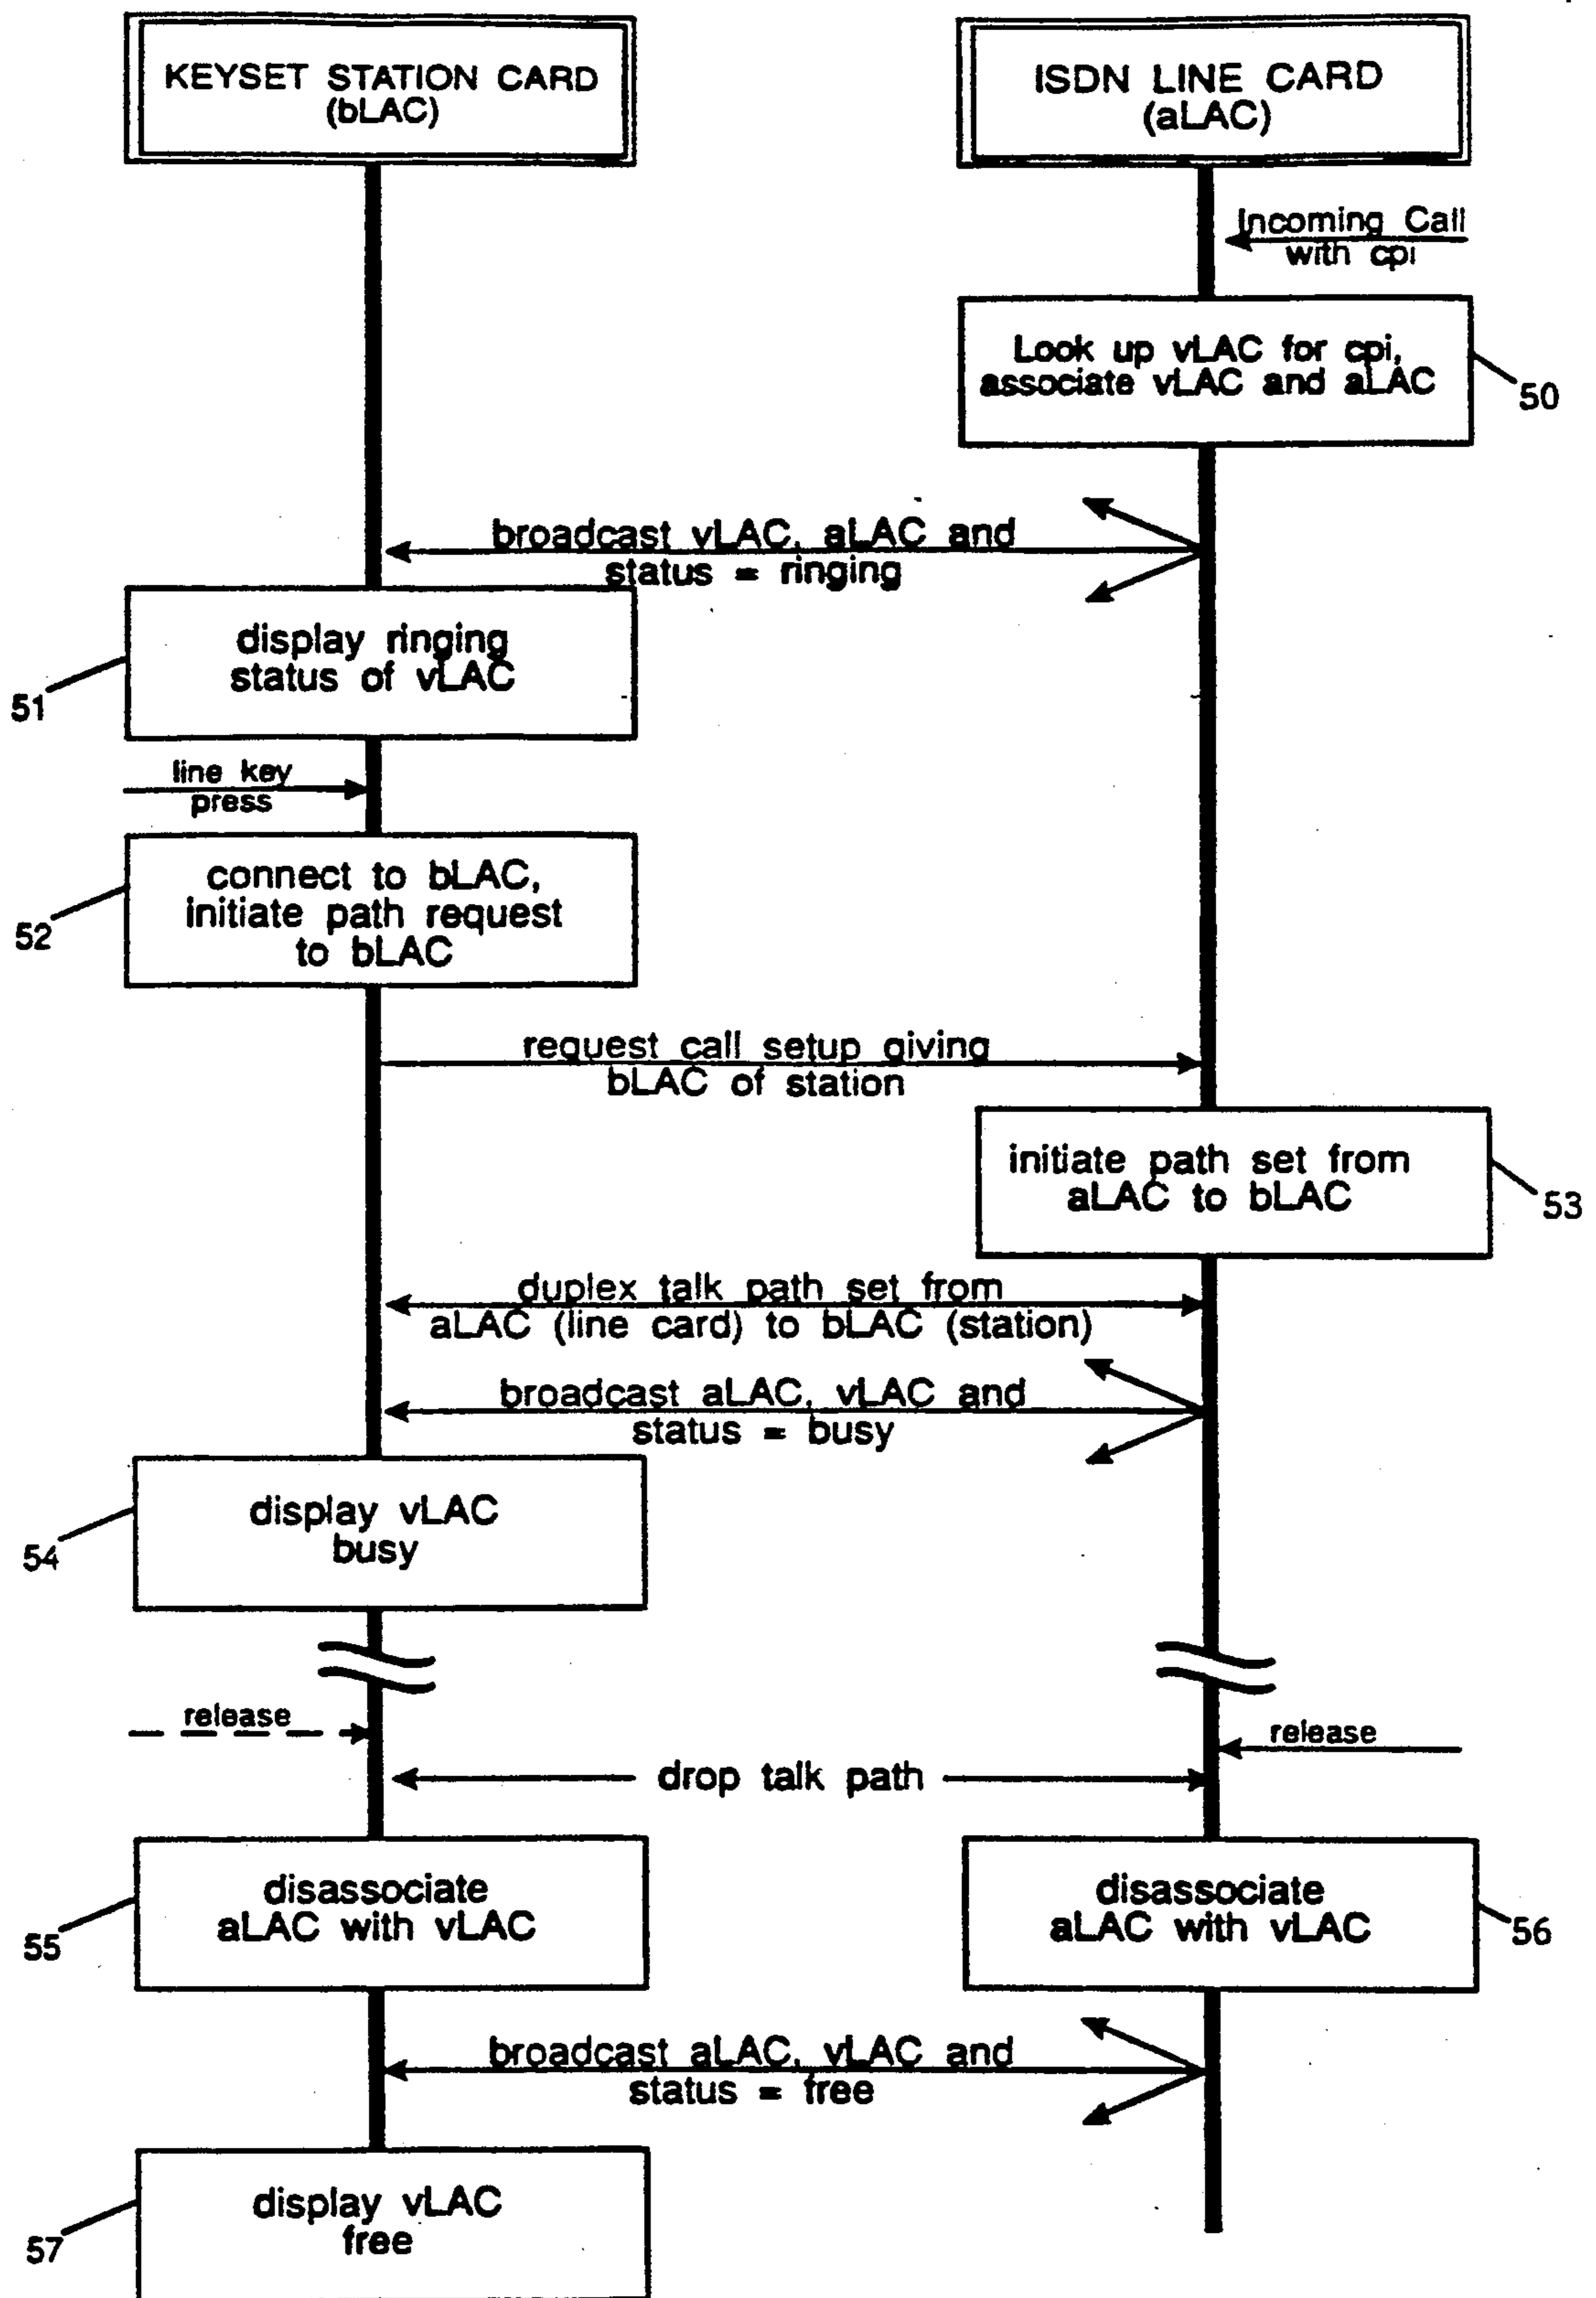 KEYSET STATION CARD
(bLAC)
ISDN LINE CARD
(aLAC)
Incoming Call
with cpi
Look up vLAC for cpi,
associate vLAC and aLAC
50
broadcast vLAC, aLAC and
status = ringing
display ringing
status of vLAC
51
line key
press
connect to bLAC,
initiate path request
to bLAC
52
request call setup giving
bLAC of station
initiate path set from
aLAC to bLAC
53
duplex talk path set from
aLAC (line card) to bLAC (station)
broadcast aLAC, vLAC and
status = busy
display vLAC
busy
54
release
release
drop talk path
disassociate
aLAC with vLAC
55
disassociate
aLAC with vLAC
56
broadcast aLAC, vLAC and
status = free
display vLAC
free
57